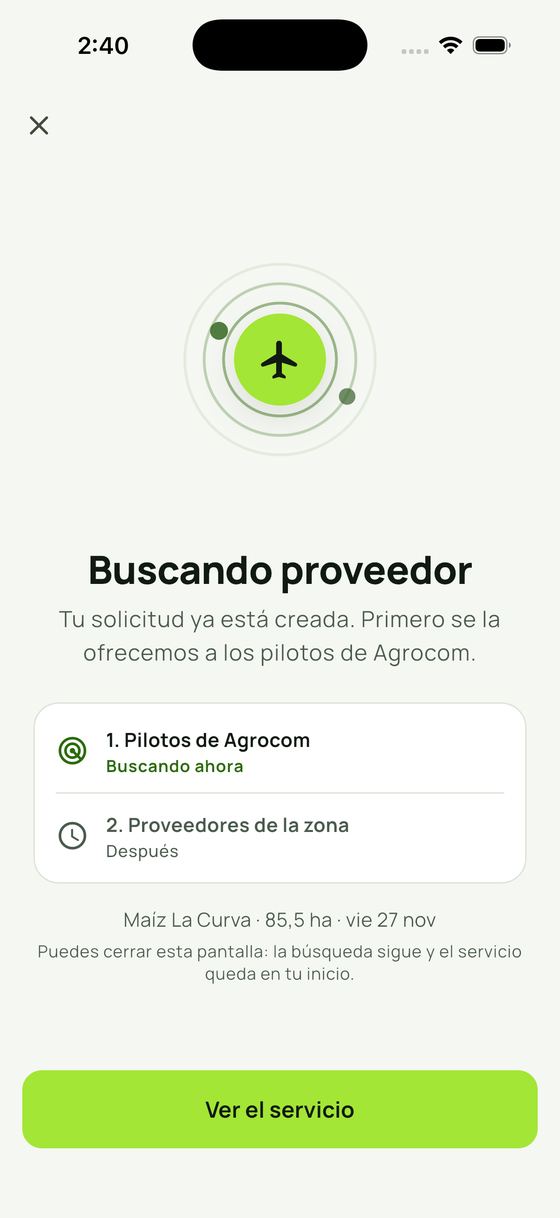 2:40
Buscando proveedor
Tu solicitud ya está creada. Primero se la
ofrecemos a los pilotos de Agrocom.
1. Pilotos de Agrocom
Buscando ahora
2. Proveedores de la zona
Después
Maíz La Curva · 85,5 ha · vie 27 nov
Puedes cerrar esta pantalla: la búsqueda sigue y el servicio
queda en tu inicio.
Ver el servicio